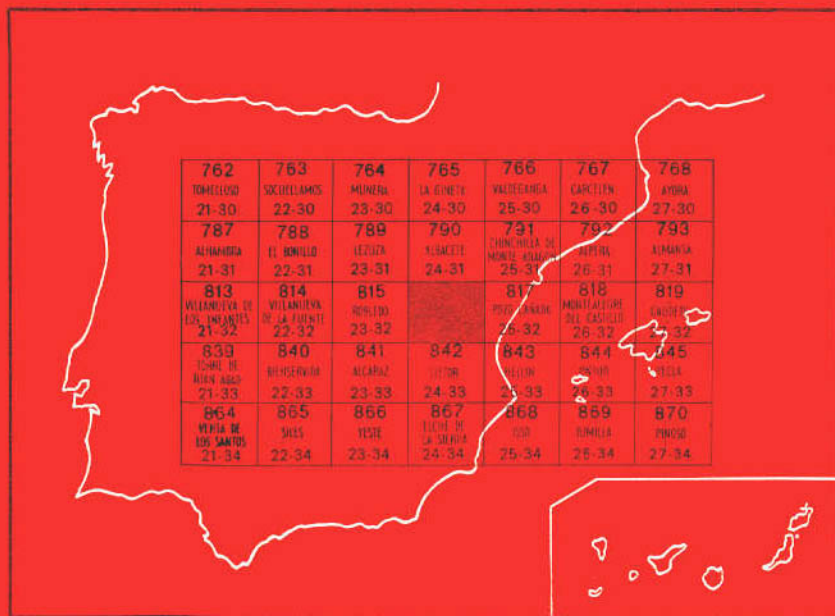 762 763 764 765 766 767 768
TOMELLOSO SOCUELLAMOS MUNERA LA GINETA VALDEGANGA CARCELEN AYORA
21-30 22-30 23-30 24-30 25-30 26-30 27-30
787 788 789 790 791 792 793
ALHAMBRA EL BONILLO LEZUZA ALBACETE CHINCHILLA DE MONTE-ARAGON ALPERA ALMANSA
21-31 22-31 23-31 24-31 25-31 26-31 27-31
813 814 815 817 818 819
VILLANUEVA DE LOS INFANTES VILLANUEVA DE LA FUENTE ROBLEDO POZO CAÑADA MONTEALEGRE DEL CASTILLO CAUDETE
21-32 22-32 23-32 25-32 26-32 27-32
839 840 841 842 843 844 845
TORRE DE JUAN ABAD BIENSERVIDA ALCARAZ LIETOR HELLIN YECLA
21-33 22-33 23-33 24-33 25-33 26-33 27-33
864 865 866 867 868 869 870
VENTA DE LOS SANTOS SILES YESTE ELCHE DE LA SIERRA ISSO JUMILLA PINOSO
21-34 22-34 23-34 24-34 25-34 26-34 27-34